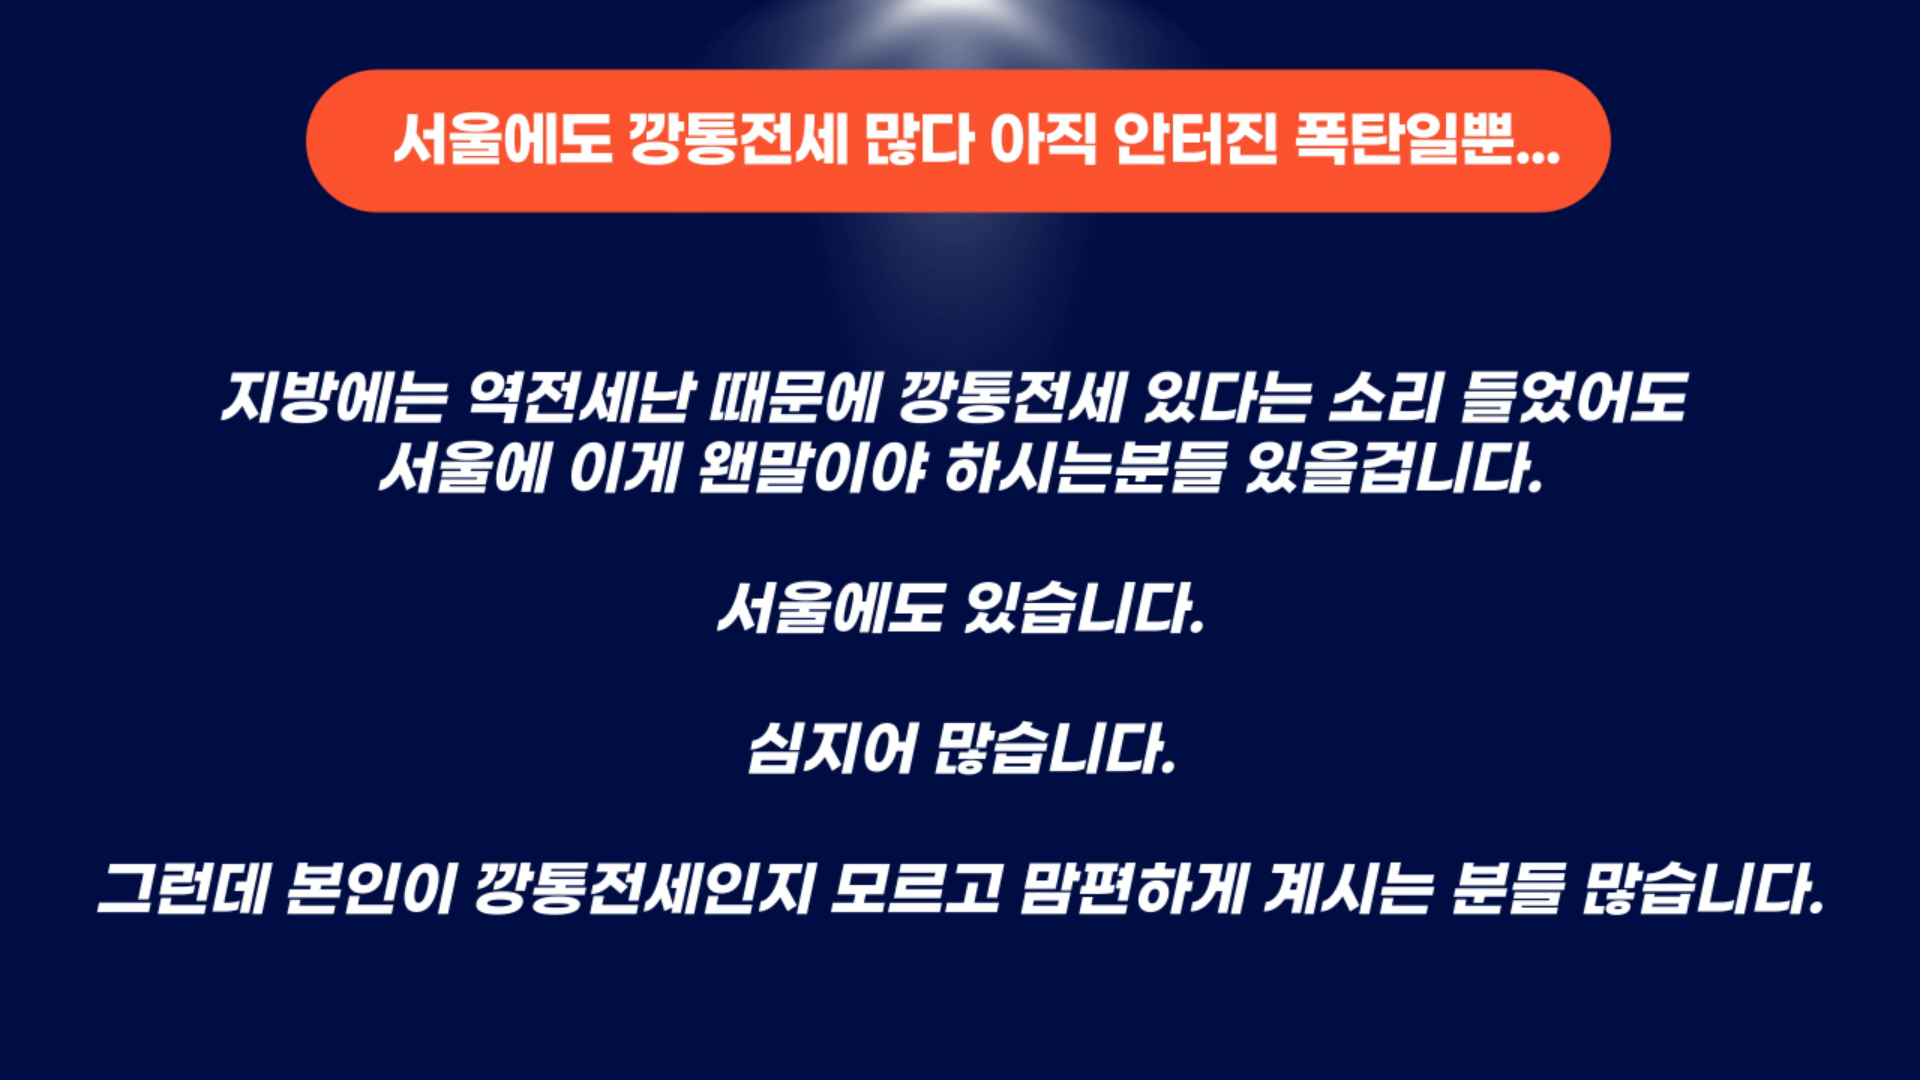 서울에도 깡통전세 많다 아직 안터진 폭탄일뿐...
지방에는 역전세난 때문에 깡통전세 있다는 소리 들었어도
서울에 이게 왠말이야 하시는분들 있을겁니다.
서울에도 있습니다.
심지어 많습니다.
그런데 본인이 깡통전세인지 모르고 맘편하게 계시는 분들 많습니다.